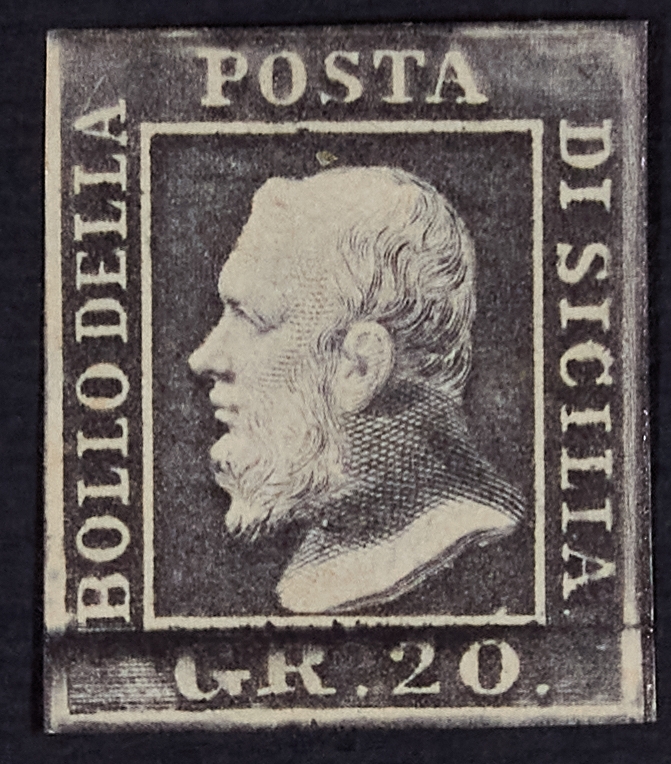 BOLLO DELLA
POSTA
DI SICILIA
GR. 20.